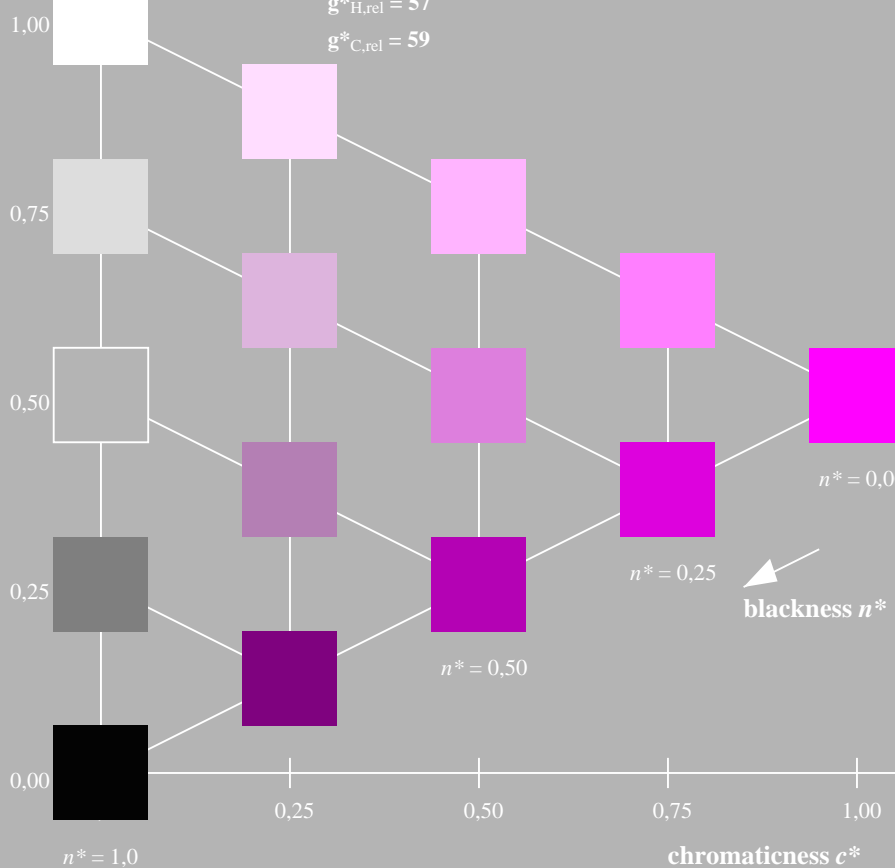 g*H,rel = 57
1,00
g*C,rel = 59
0,75
0,50
n* = 0,0
n* = 0,25
0,25
blackness n*
n* = 0,50
0,00
0,25
0,50
0,75
1,00
n* = 1,0
chromaticness c*